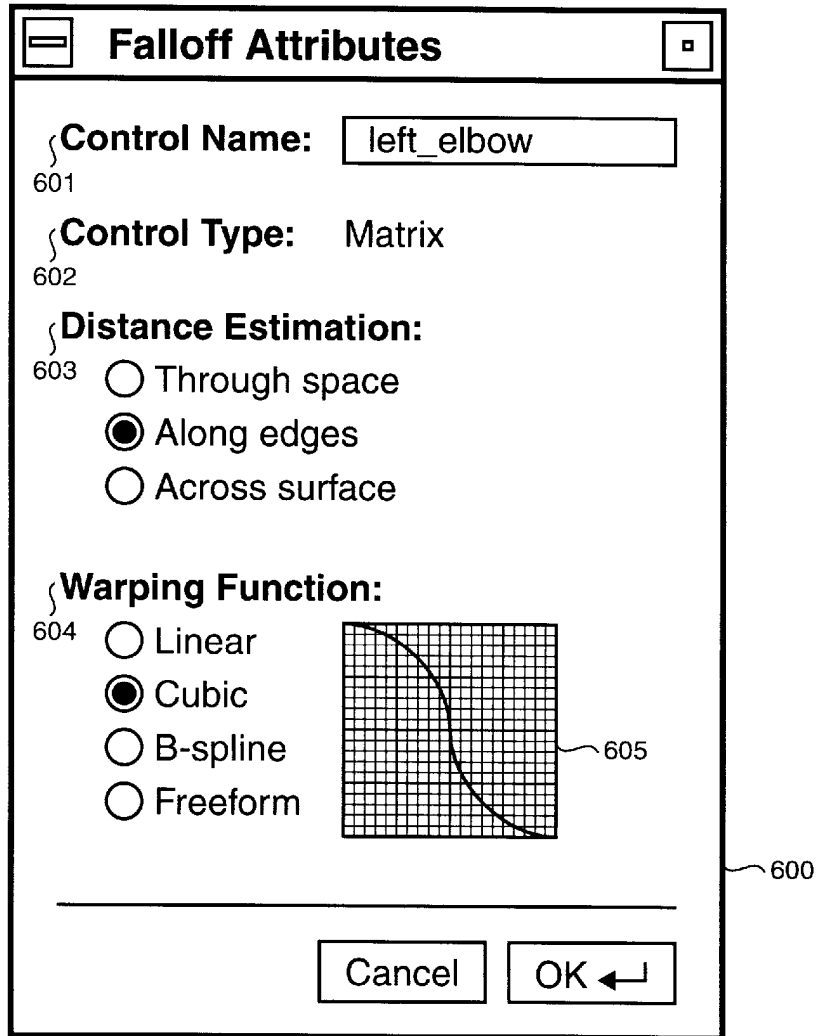 Falloff Attributes
Control Name: left_elbow
601
Control Type: Matrix
602
Distance Estimation:
603
Through space
Along edges
Across surface
Warping Function:
604
Linear
Cubic
B-spline
605
Freeform
600
Cancel OK